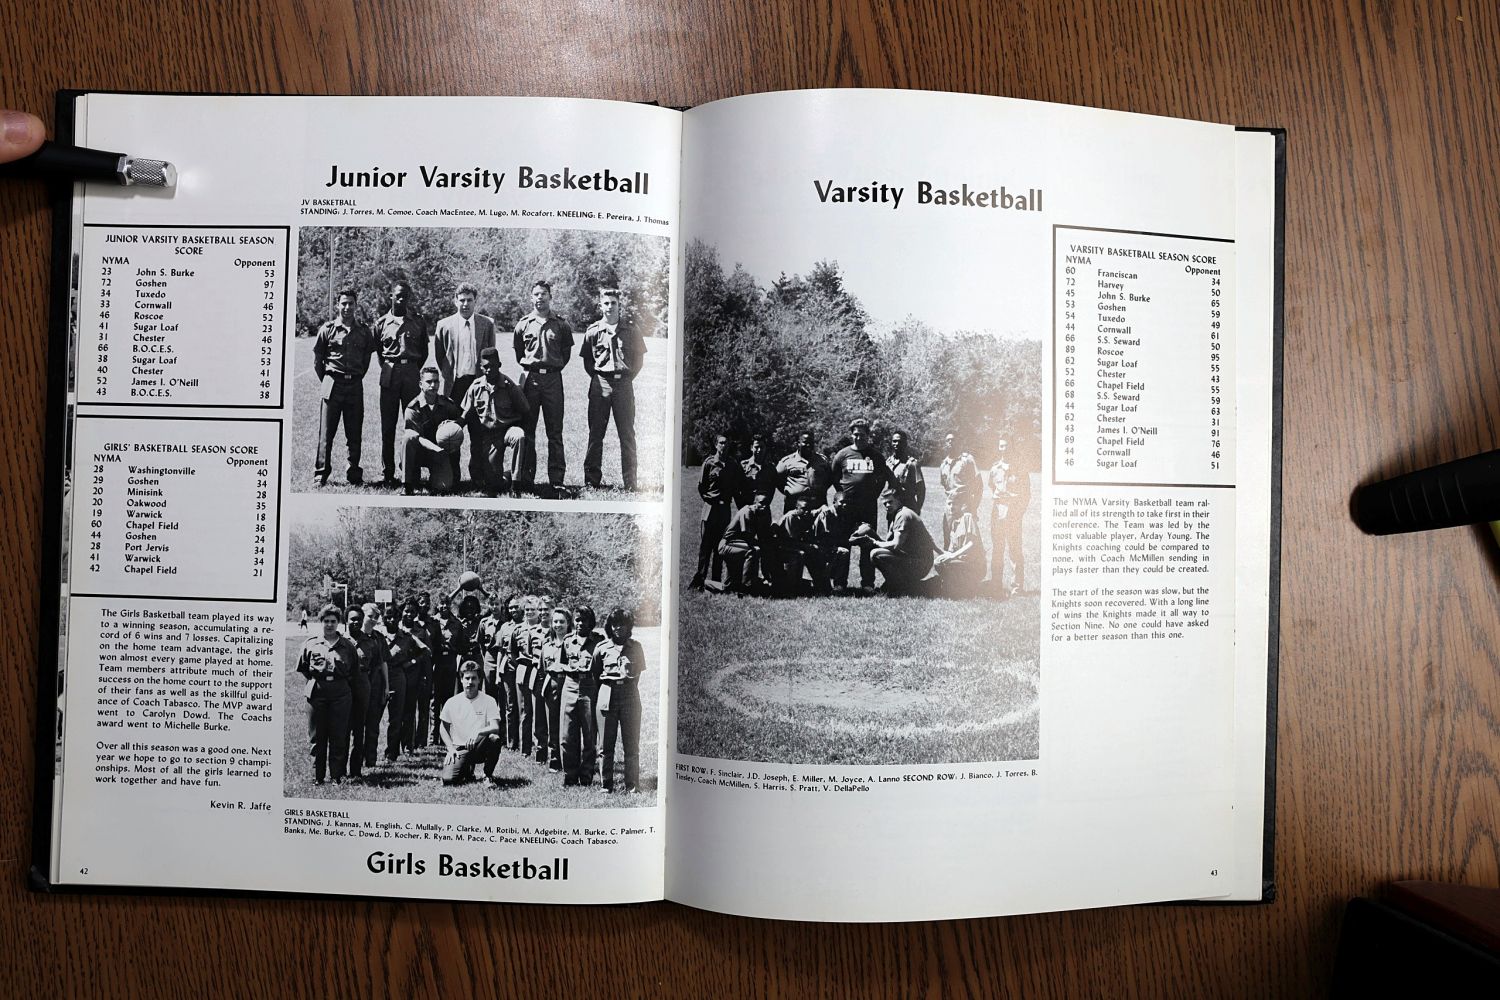 Junior Varsity Basketball
JV BASKETBALL
STANDING: J. Torres, M. Comoe, Coach MacEntee, M. Lugo, M. Rocafort. KNEELING: E. Pereira, J. Thomas
JUNIOR VARSITY BASKETBALL SEASON
SCORE
NYMA Opponent
23 John S. Burke 53
72 Goshen 97
34 Tuxedo 72
33 Cornwall 46
46 Roscoe 52
41 Sugar Loaf 23
31 Chester 46
66 B.O.C.E.S. 52
38 Sugar Loaf 53
40 Chester 41
52 James I. O'Neill 46
43 B.O.C.E.S. 38
GIRLS' BASKETBALL SEASON SCORE
NYMA Opponent
28 Washingtonville 40
29 Goshen 34
20 Minisink 28
20 Oakwood 35
19 Warwick 18
60 Chapel Field 36
44 Goshen 24
28 Port Jervis 34
41 Warwick 34
42 Chapel Field 21
The Girls Basketball team played its way
to a winning season, accumulating a re-
cord of 6 wins and 7 losses. Capitalizing
on the home team advantage, the girls
won almost every game played at home.
Team members attribute much of their
success on the home court to the support
of their fans as well as the skillful guid-
ance of Coach Tabasco. The MVP award
went to Carolyn Dowd. The Coachs
award went to Michelle Burke.
Over all this season was a good one. Next
year we hope to go to section 9 champi-
onships. Most of all the girls learned to
work together and have fun.
Kevin R. Jaffe
GIRLS BASKETBALL
STANDING: J. Kannas, M. English, C. Mullally, P. Clarke, M. Rotibi, M. Adgebite, M. Burke, C. Palmer, T.
Banks, Me. Burke, C. Dowd, D. Kocher, R. Ryan, M. Pace, C. Pace KNEELING: Coach Tabasco.
Girls Basketball
42
Varsity Basketball
VARSITY BASKETBALL SEASON SCORE
NYMA Opponent
60 Franciscan 34
72 Harvey 50
45 John S. Burke 65
53 Goshen 59
54 Tuxedo 49
44 Cornwall 61
66 S.S. Seward 50
89 Roscoe 95
62 Sugar Loaf 55
52 Chester 43
66 Chapel Field 55
68 S.S. Seward 59
44 Sugar Loaf 63
62 Chester 31
43 James I. O'Neill 91
69 Chapel Field 76
44 Cornwall 46
46 Sugar Loaf 51
The NYMA Varsity Basketball team ral-
lied all of its strength to take first in their
conference. The Team was led by the
most valuable player, Arday Young. The
Knights coaching could be compared to
none, with Coach McMillen sending in
plays faster than they could be created.
The start of the season was slow, but the
Knights soon recovered. With a long line
of wins the Knights made it all way to
Section Nine. No one could have asked
for a better season than this one.
FIRST ROW: F. Sinclair, J.D. Joseph, E. Miller, M. Joyce, A. Lanno SECOND ROW: J. Bianco, J. Torres, B.
Tinsley, Coach McMillen, S. Harris, S. Pratt, V. DellaPello
43